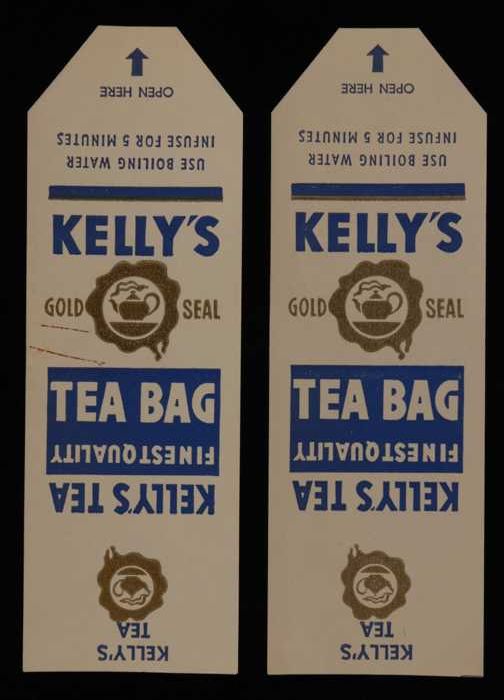 OPEN HERE
USE BOILING WATER
INFUSE FOR 5 MINUTES
KELLY'S
GOLD SEAL
TEA BAG
FINEST QUALITY
KELLY'S TEA
KELLY'S
TEA
OPEN HERE
USE BOILING WATER
INFUSE FOR 5 MINUTES
KELLY'S
GOLD SEAL
TEA BAG
FINEST QUALITY
KELLY'S TEA
KELLY'S
TEA